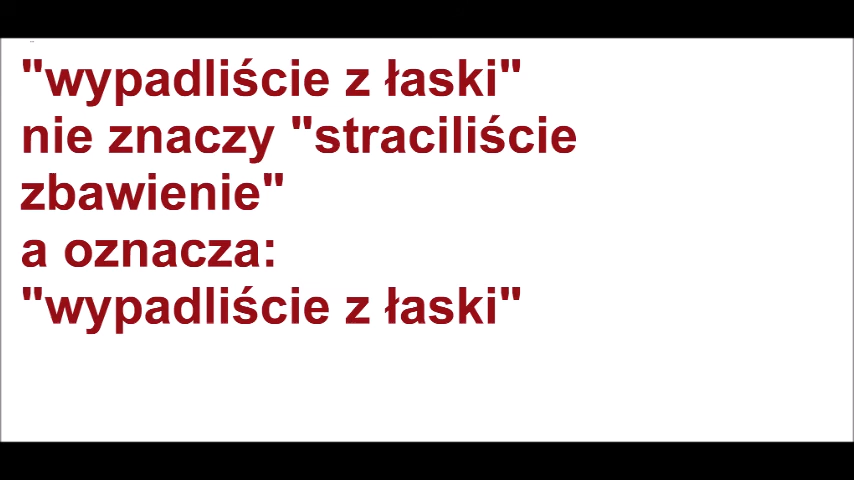 "wypadliście z łaski"
nie znaczy "straciliście
zbawienie"
a oznacza:
"wypadliście z łaski"